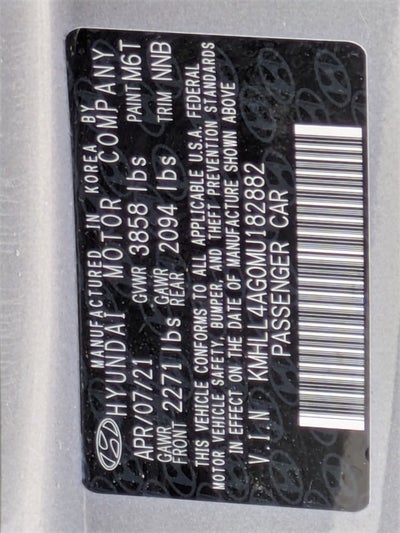 MANUFACTURED IN KOREA BY
HYUNDAI MOTOR COMPANY
APR/07/21 GVWR 3858 lbs PAINT M6T
GAWR FRONT 2271 lbs GAWR REAR 2094 lbs TRIM NNB
THIS VEHICLE CONFORMS TO ALL APPLICABLE U.S.A. FEDERAL
MOTOR VEHICLE SAFETY, BUMPER, AND THEFT PREVENTION STANDARDS
IN EFFECT ON THE DATE OF MANUFACTURE SHOWN ABOVE
V.I.N KMHLL4AG0MU182882
PASSENGER CAR